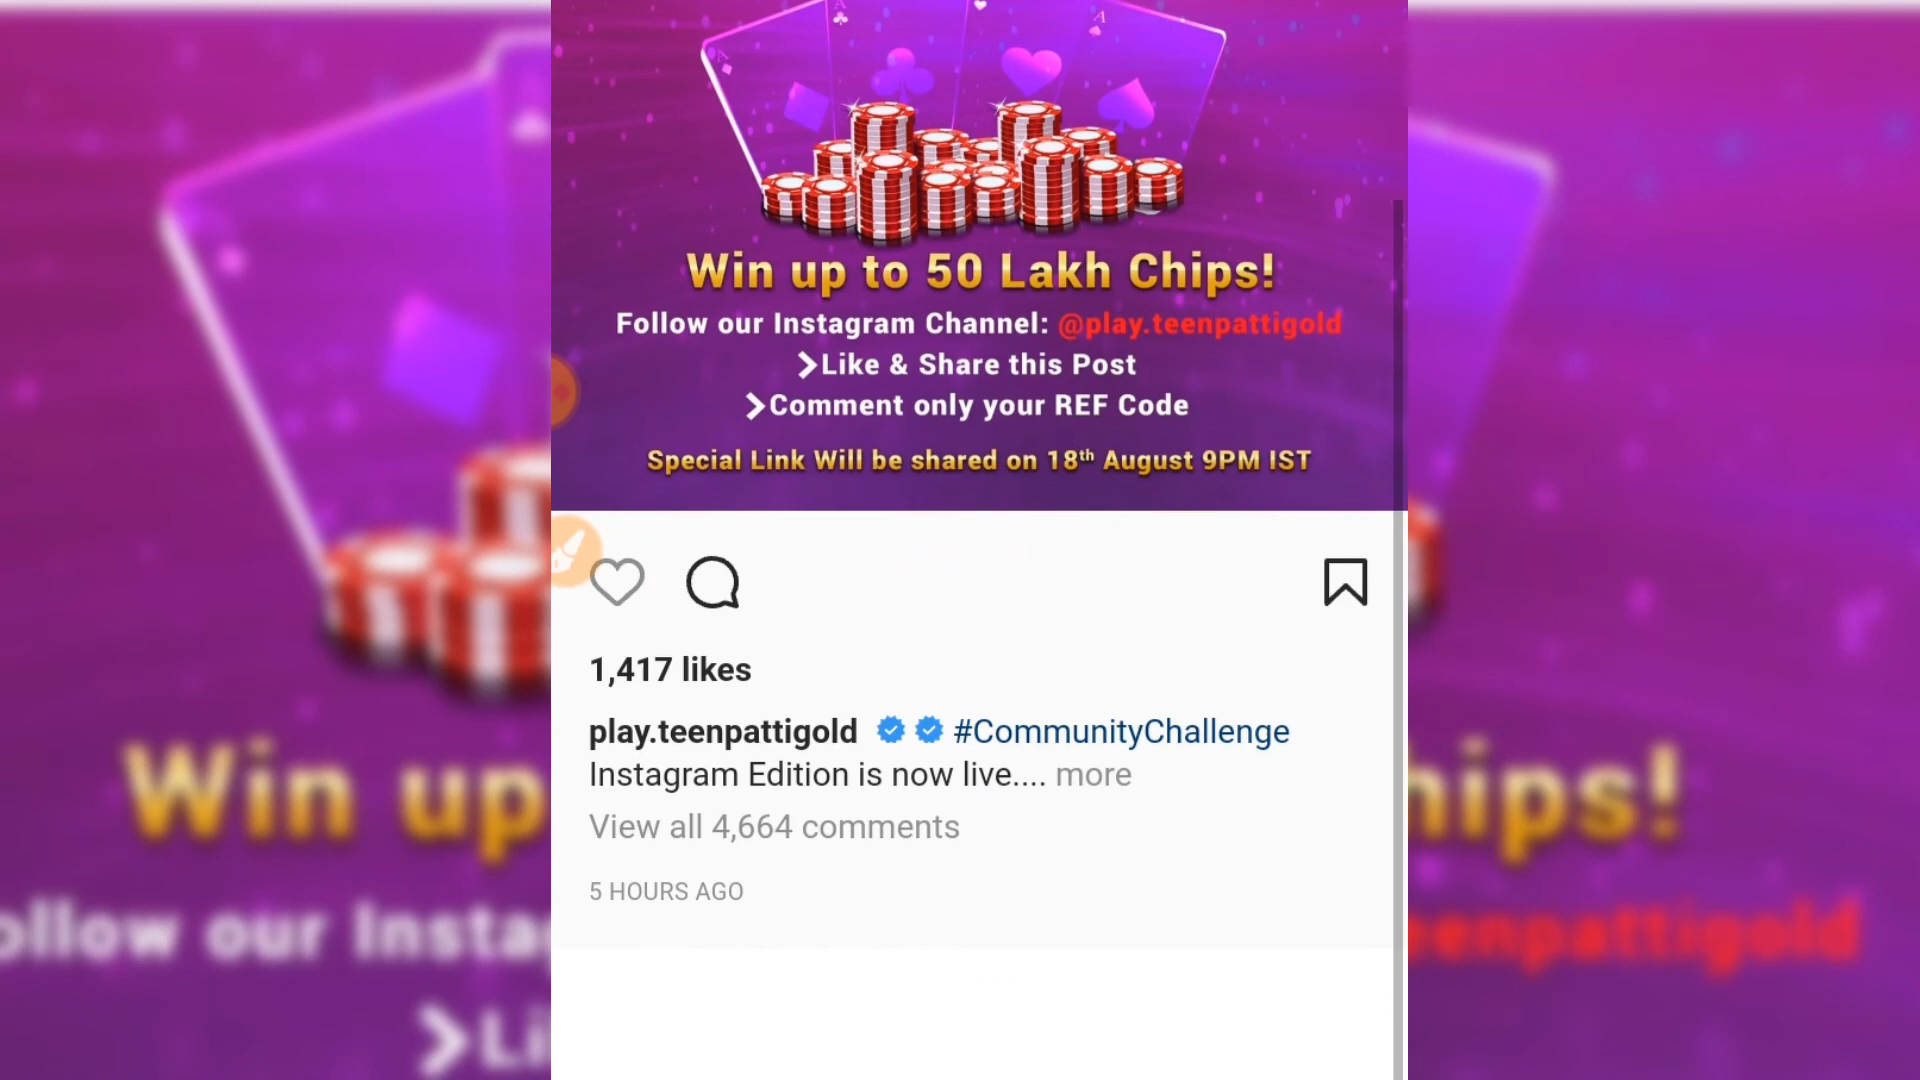 Win up to 50 Lakh Chips!
Follow our Instagram Channel: @play.teenpattigold
>Like & Share this Post
>Comment only your REF Code
Special Link Will be shared on 18th August 9PM IST
1,417 likes
play.teenpattigold #CommunityChallenge
Instagram Edition is now live.... more
View all 4,664 comments
5 HOURS AGO